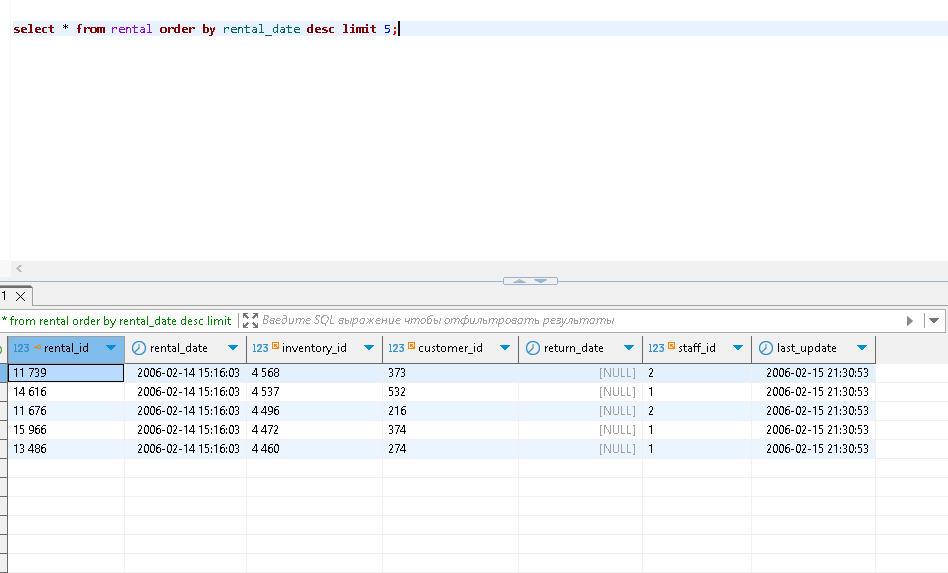 select * from rental order by rental_date desc limit 5;
1
* from rental order by rental_date desc limit Введите SQL выражение чтобы отфильтровать результаты
123 rental_id rental_date 123 inventory_id 123 customer_id return_date 123 staff_id last_update
11 739 2006-02-14 15:16:03 4 568 373 [NULL] 2 2006-02-15 21:30:53
14 616 2006-02-14 15:16:03 4 537 532 [NULL] 1 2006-02-15 21:30:53
11 676 2006-02-14 15:16:03 4 496 216 [NULL] 2 2006-02-15 21:30:53
15 966 2006-02-14 15:16:03 4 472 374 [NULL] 1 2006-02-15 21:30:53
13 486 2006-02-14 15:16:03 4 460 274 [NULL] 1 2006-02-15 21:30:53